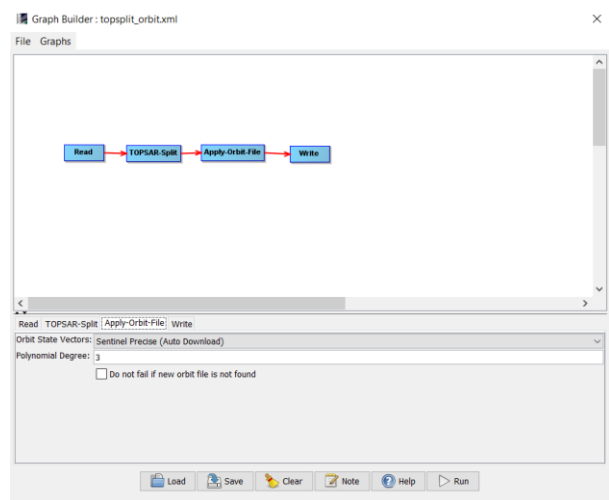 Graph Builder : topsplit_orbit.xml
File Graphs
Read TOPSAR-Split Apply-Orbit-File Write
Read TOPSAR-Split Apply-Orbit-File Write
Orbit State Vectors: Sentinel Precise (Auto Download)
Polynomial Degree: 3
Do not fail if new orbit file is not found
Load Save Clear Note Help Run